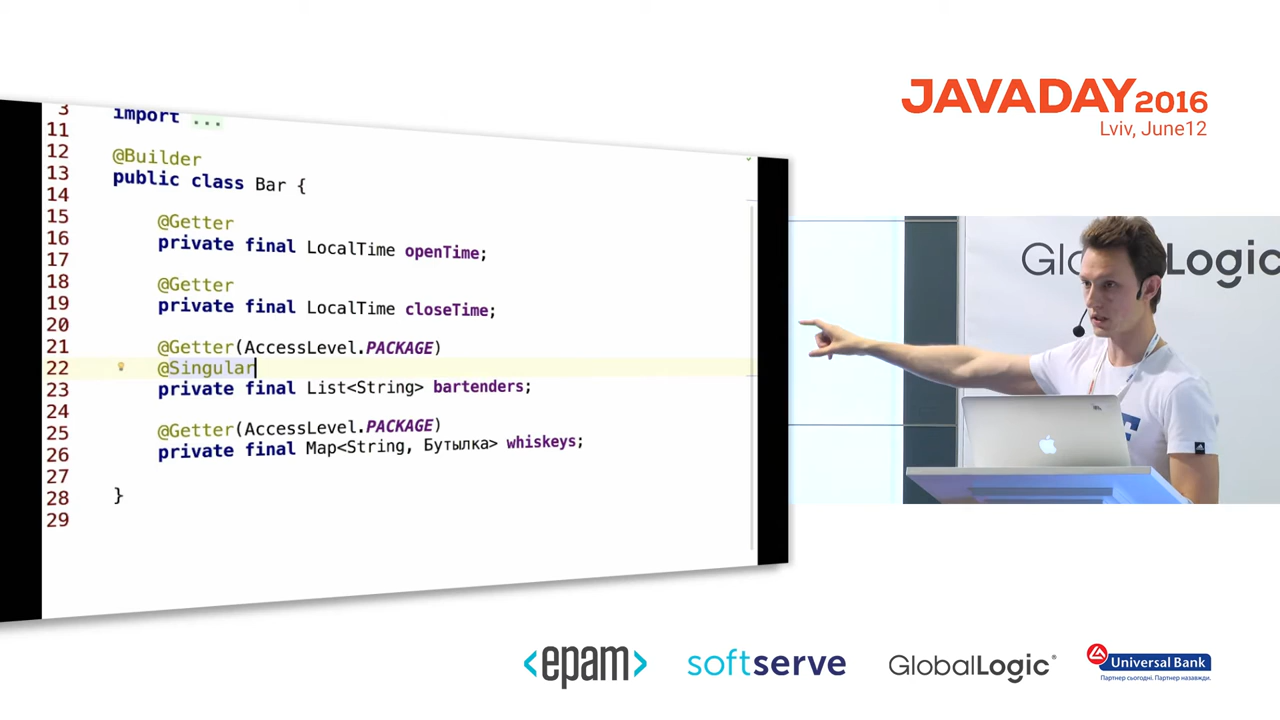 JAVADAY 2016
Lviv, June12
3 import ...
11
12 @Builder
13 public class Bar {
14
15 @Getter
16 private final LocalTime openTime;
17
18 @Getter
19 private final LocalTime closeTime;
20
21 @Getter(AccessLevel.PACKAGE)
22 @Singular
23 private final List<String> bartenders;
24
25 @Getter(AccessLevel.PACKAGE)
26 private final Map<String, Бутылка> whiskeys;
27
28 }
29
Logic
<epam>
softserve
GlobalLogic®
Universal Bank
Партнер сьогодні. Партнер назавжди.